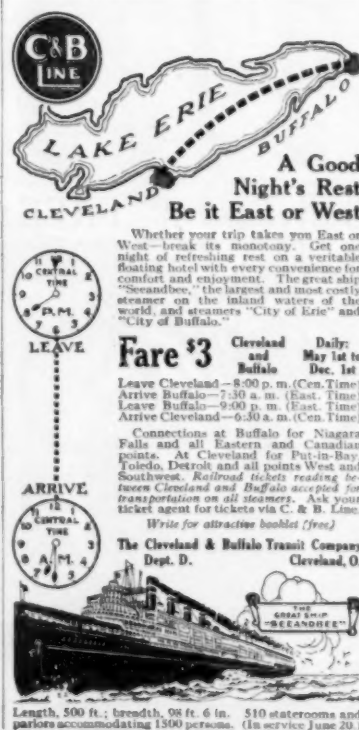 C&B
LINE
LAKE ERIE
BUFFALO
CLEVELAND
A Good
Night's Rest
Be it East or West
Whether your trip takes you East or
West—break its monotony. Get one
night of refreshing rest on a veritable
floating hotel with every convenience for
comfort and enjoyment. The great ship
"Seeandbee," the largest and most costly
steamer on the inland waters of the
world, and steamers "City of Erie" and
"City of Buffalo."
CENTRAL
TIME
P.M.
LEAVE
Fare $3
Cleveland
and
Buffalo
Daily:
May 1st to
Dec. 1st
Leave Cleveland—8:00 p. m. (Cen. Time
Arrive Buffalo—7:30 a. m. (East. Time
Leave Buffalo—9:00 p. m. (East. Time
Arrive Cleveland—6:30 a. m. (Cen. Time
Connections at Buffalo for Niagara
Falls and all Eastern and Canadian
points. At Cleveland for Put-in-Bay
Toledo, Detroit and all points West and
Southwest. Railroad tickets reading be-
tween Cleveland and Buffalo accepted for
transportation on all steamers. Ask your
ticket agent for tickets via C. & B. Line
Write for attractive booklet (free)
ARRIVE
CENTRAL
TIME
A.M.
The Cleveland & Buffalo Transit Company
Dept. D.
Cleveland, O.
THE
GREAT SHIP
"SEEANDBEE"
Length, 500 ft.; breadth, 98 ft. 6 in. 510 staterooms and
parlors accommodating 1500 persons. (In service June 20.